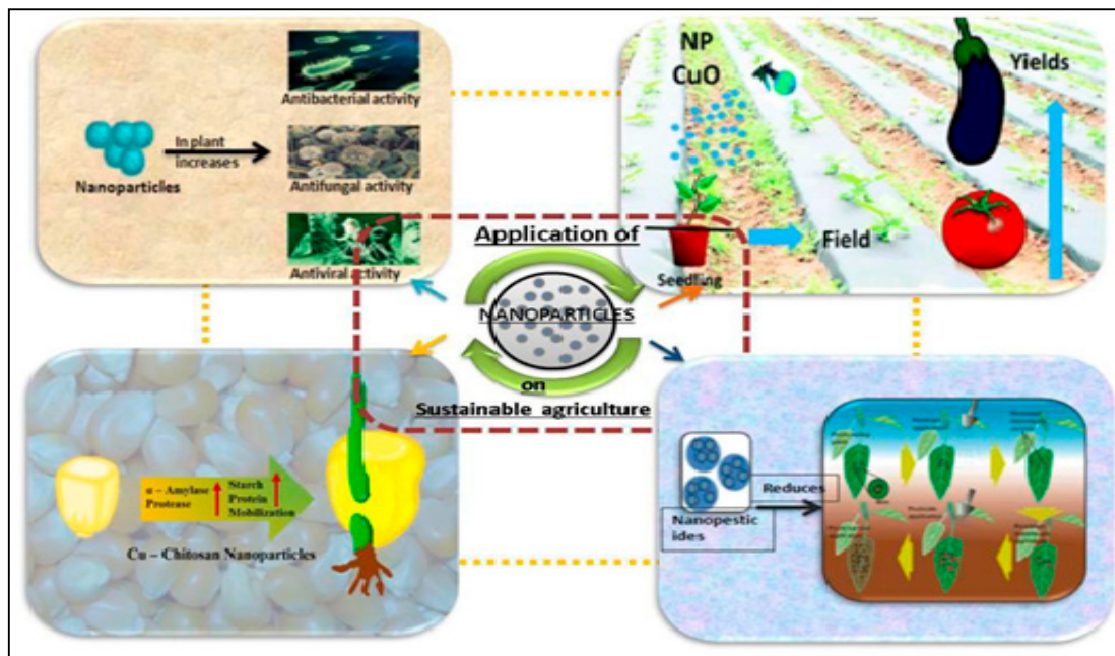 Antibacterial activity
In plant
increases
Nanoparticles
Antifungal activity
Antiviral activity
NP
CuO
Yields
Seedling
Field
Application of
NANOPARTICLES
on
Sustainable agriculture
α – Amylase
Protease
Starch
Protein
Mobilization
Cu – Chitosan Nanoparticles
Nanopestic
ides
Reduces